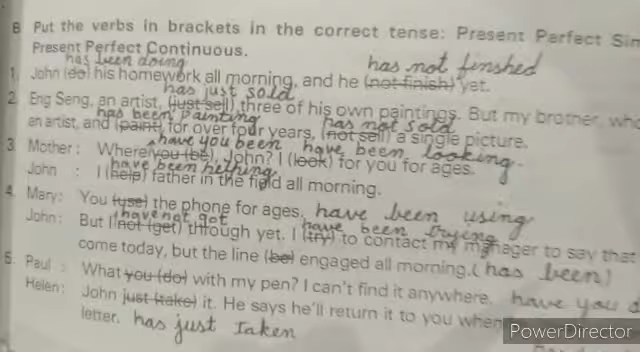 B Put the verbs in brackets in the correct tense: Present Perfect Sim
Present Perfect Continuous.
has been doing has not finshed
1. John (do) his homework all morning, and he (not finish) yet.
has just sold
2. Eng Seng, an artist, (just sell) three of his own paintings. But my brother, who
has been painting has not sold
an artist, and (paint) for over four years, (not sell) a single picture.
have you been have been looking.
3. Mother: Where you (be), John? I (look) for you for ages.
have been helping
John : I (help) father in the field all morning.
4. Mary: You (use) the phone for ages, have been using
have not got have been trying
John: But I not (get) through yet. I (try) to contact my manager to say that
come today, but the line (be) engaged all morning. (has been)
5. Paul : What you (do) with my pen? I can't find it anywhere. have you
Helen: John just (take) it. He says he'll return it to you when
letter. has just taken
PowerDirector